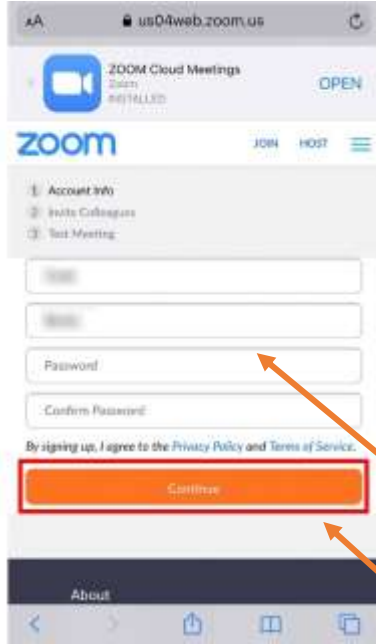 AA us04web.zoom.us
ZOOM Cloud Meetings
Zoom
INSTALLED
OPEN
zoom JOIN HOST
1 Account Info
2 Invite Colleagues
3 Test Meeting
Password
Confirm Password
By signing up, I agree to the Privacy Policy and Terms of Service.
Continue
About